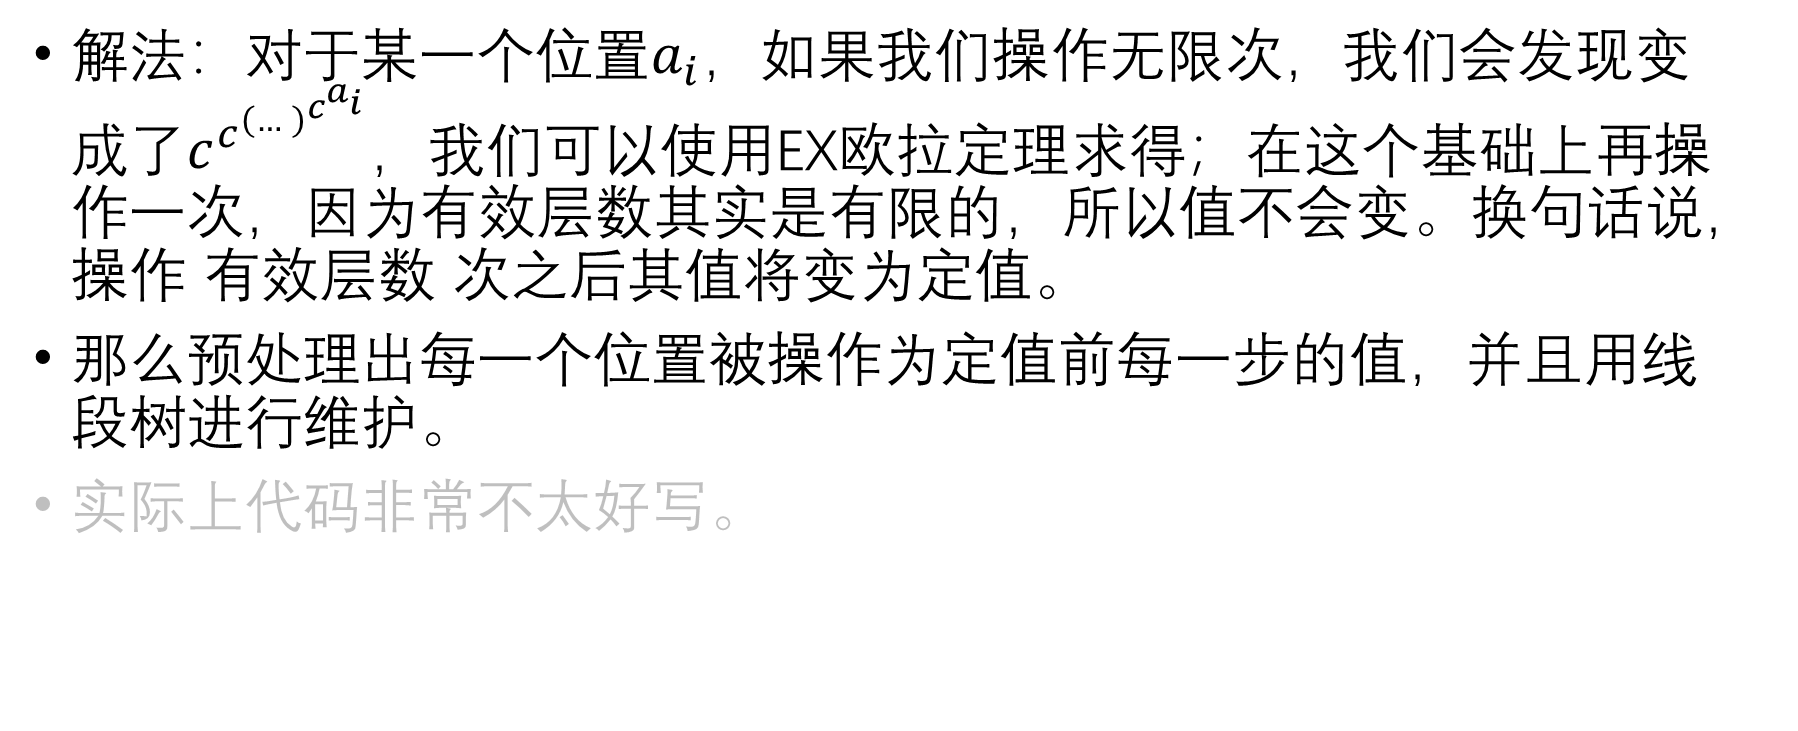 • 解法：对于某一个位置$a_i$，如果我们操作无限次，我们会发现变
成了$c^{c^{(\dots)^{c^{a_i}}}}$，我们可以使用EX欧拉定理求得；在这个基础上再操
作一次，因为有效层数其实是有限的，所以值不会变。换句话说，
操作 有效层数 次之后其值将变为定值。
• 那么预处理出每一个位置被操作为定值前每一步的值，并且用线
段树进行维护。
• 实际上代码非常不太好写。